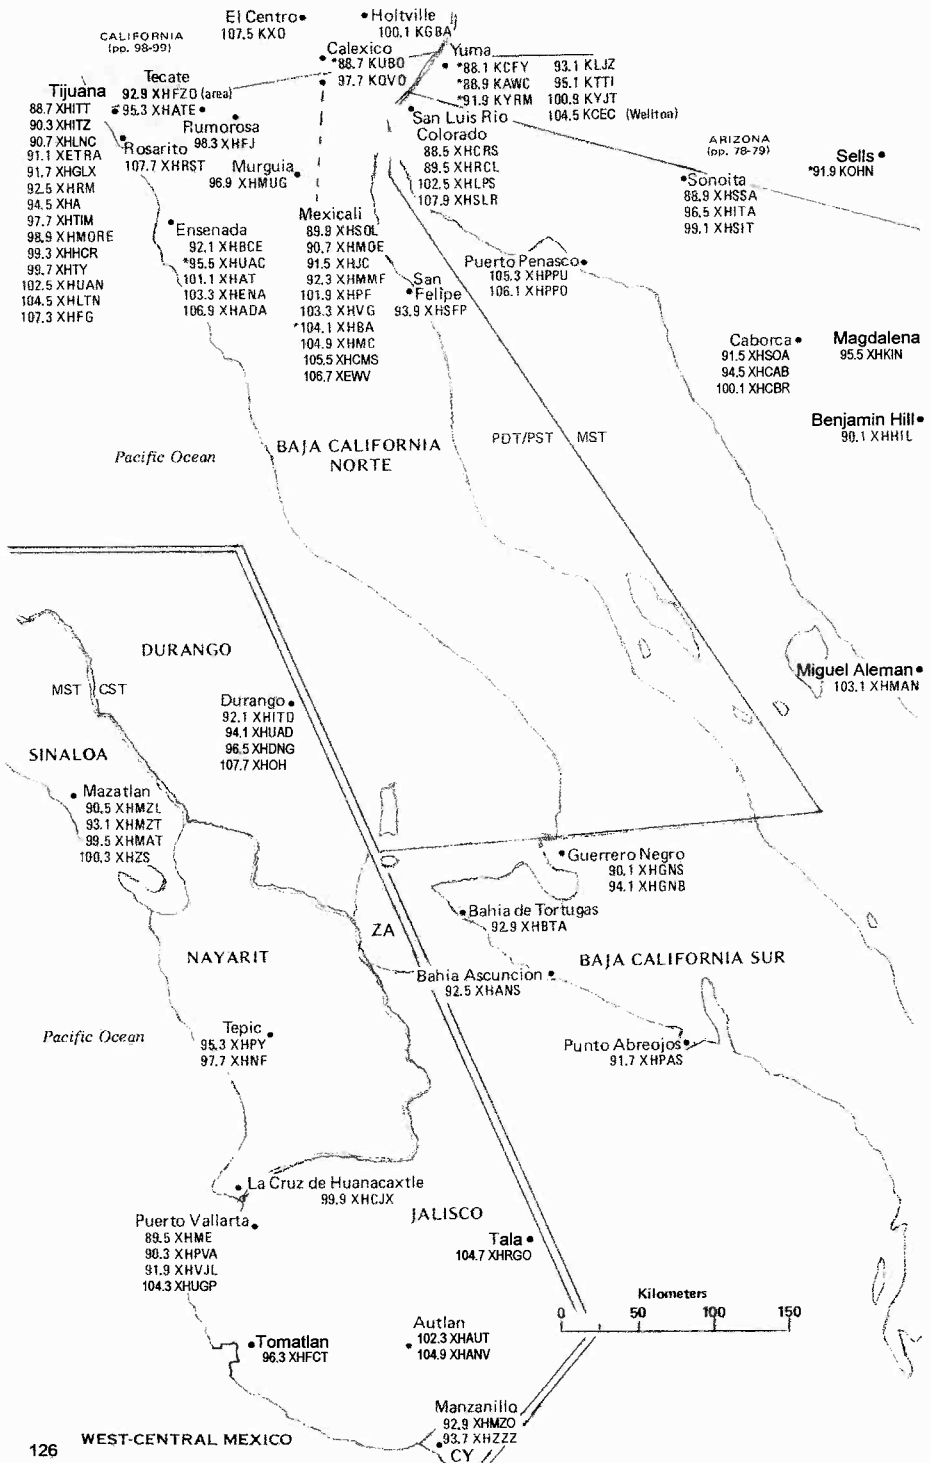 El Centro
107.5 KXO
Holtville
100.1 KGBA
CALIFORNIA
(pp. 98-99)
Calexico
*88.7 KUBO
97.7 KQVO
Yuma
*88.1 KCFY
*88.9 KAWC
*91.9 KYRM
93.1 KLJZ
95.1 KTTI
100.9 KYJT
104.5 KCEC (Wellton)
Tecate
92.9 XHFZO (area)
95.3 XHATE
Tijuana
88.7 XHITT
90.3 XHITZ
90.7 XHLNC
91.1 XETRA
91.7 XHGLX
92.5 XHRM
94.5 XHA
97.7 XHTIM
98.9 XHMORE
99.3 XHHCR
99.7 XHTY
102.5 XHUAN
104.5 XHLTN
107.3 XHFG
Rumorosa
98.3 XHFJ
Rosarito
107.7 XHRST
Murguia
96.9 XHMUG
San Luis Rio
Colorado
88.5 XHCRS
89.5 XHRCL
102.5 XHLPS
107.9 XHSLR
ARIZONA
(pp. 78-79)
Sells
*91.9 KOHN
Sonoita
88.9 XHSSA
96.5 XHITA
99.1 XHSIT
Ensenada
92.1 XHBCE
*95.5 XHUAC
101.1 XHAT
103.3 XHENA
106.9 XHADA
Mexicali
89.9 XHSOL
90.7 XHMOE
91.5 XHJC
92.3 XHMMF
101.9 XHPF
103.3 XHVG
*104.1 XHBA
104.9 XHMC
105.5 XHCMS
106.7 XEWV
San
Felipe
93.9 XHSFP
Puerto Penasco
105.3 XHPPU
106.1 XHPPO
Caborca
91.5 XHSOA
94.5 XHCAB
100.1 XHCBR
Magdalena
95.5 XHKIN
Benjamin Hill
90.1 XHHIL
Pacific Ocean
BAJA CALIFORNIA
NORTE
PDT/PST
MST
DURANGO
MST
CST
Durango
92.1 XHITD
94.1 XHUAD
96.5 XHDNG
107.7 XHOH
Miguel Aleman
103.1 XHMAN
SINALOA
Mazatlan
90.5 XHMZL
93.1 XHMZT
99.5 XHMAT
100.3 XHZS
Guerrero Negro
90.1 XHGNS
94.1 XHGNB
Bahia de Tortugas
92.9 XHBTA
ZA
NAYARIT
Bahia Ascuncion
92.5 XHANS
BAJA CALIFORNIA SUR
Pacific Ocean
Tepic
95.3 XHPY
97.7 XHNF
Punto Abreojos
91.7 XHPAS
La Cruz de Huanacaxtle
99.9 XHCJX
Puerto Vallarta
89.5 XHME
90.3 XHPVA
91.9 XHVJL
104.3 XHUGP
JALISCO
Tala
104.7 XHRGO
Kilometers
0 50 100 150
Tomatlan
96.3 XHFCT
Autlan
102.3 XHAUT
104.9 XHANV
Manzanillo
92.9 XHMZO
93.7 XHZZZ
CY
126 WEST-CENTRAL MEXICO